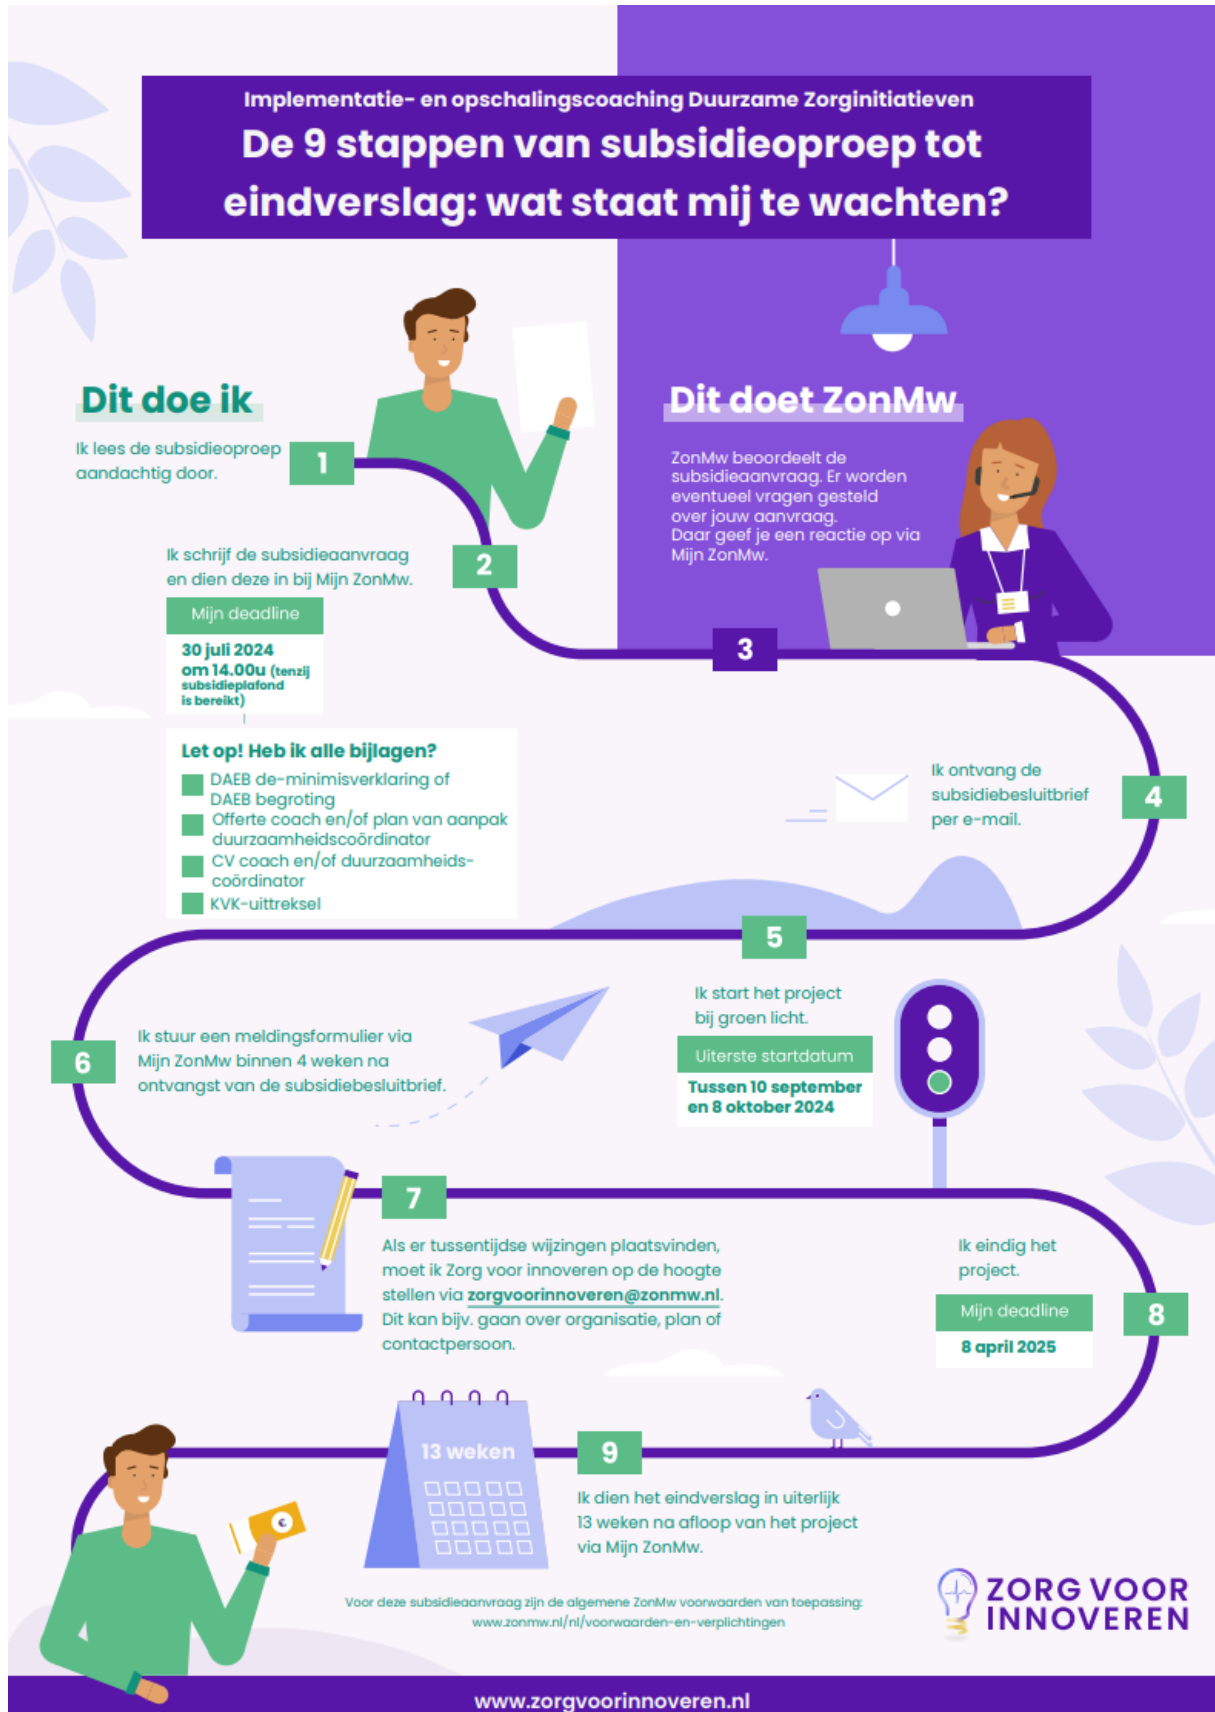 Implementatie- en opschalingscoaching Duurzame Zorginitiatieven
De 9 stappen van subsidieoproep tot
eindverslag: wat staat mij te wachten?
Dit doe ik
Ik lees de subsidieoproep
aandachtig door.
1
Dit doet ZonMw
ZonMw beoordeelt de
subsidieaanvraag. Er worden
eventueel vragen gesteld
over jouw aanvraag.
Daar geef je een reactie op via
Mijn ZonMw.
Ik schrijf de subsidieaanvraag
en dien deze in bij Mijn ZonMw.
2
Mijn deadline
30 juli 2024
om 14.00u (tenzij
subsidieplafond
is bereikt)
3
Let op! Heb ik alle bijlagen?
DAEB de-minimisverklaring of
DAEB begroting
Offerte coach en/of plan van aanpak
duurzaamheidscoördinator
CV coach en/of duurzaamheids-
coördinator
KVK-uittreksel
Ik ontvang de
subsidiebesluitbrief
per e-mail.
4
5
Ik start het project
bij groen licht.
Uiterste startdatum
Tussen 10 september
en 8 oktober 2024
6
Ik stuur een meldingsformulier via
Mijn ZonMw binnen 4 weken na
ontvangst van de subsidiebesluitbrief.
7
Als er tussentijdse wijzingen plaatsvinden,
moet ik Zorg voor innoveren op de hoogte
stellen via zorgvoorinnoveren@zonmw.nl.
Dit kan bijv. gaan over organisatie, plan of
contactpersoon.
Ik eindig het
project.
Mijn deadline
8 april 2025
8
13 weken
9
Ik dien het eindverslag in uiterlijk
13 weken na afloop van het project
via Mijn ZonMw.
€
Voor deze subsidieaanvraag zijn de algemene ZonMw voorwaarden van toepassing:
www.zonmw.nl/nl/voorwaarden-en-verplichtingen
ZORG VOOR
INNOVEREN
www.zorgvoorinnoveren.nl